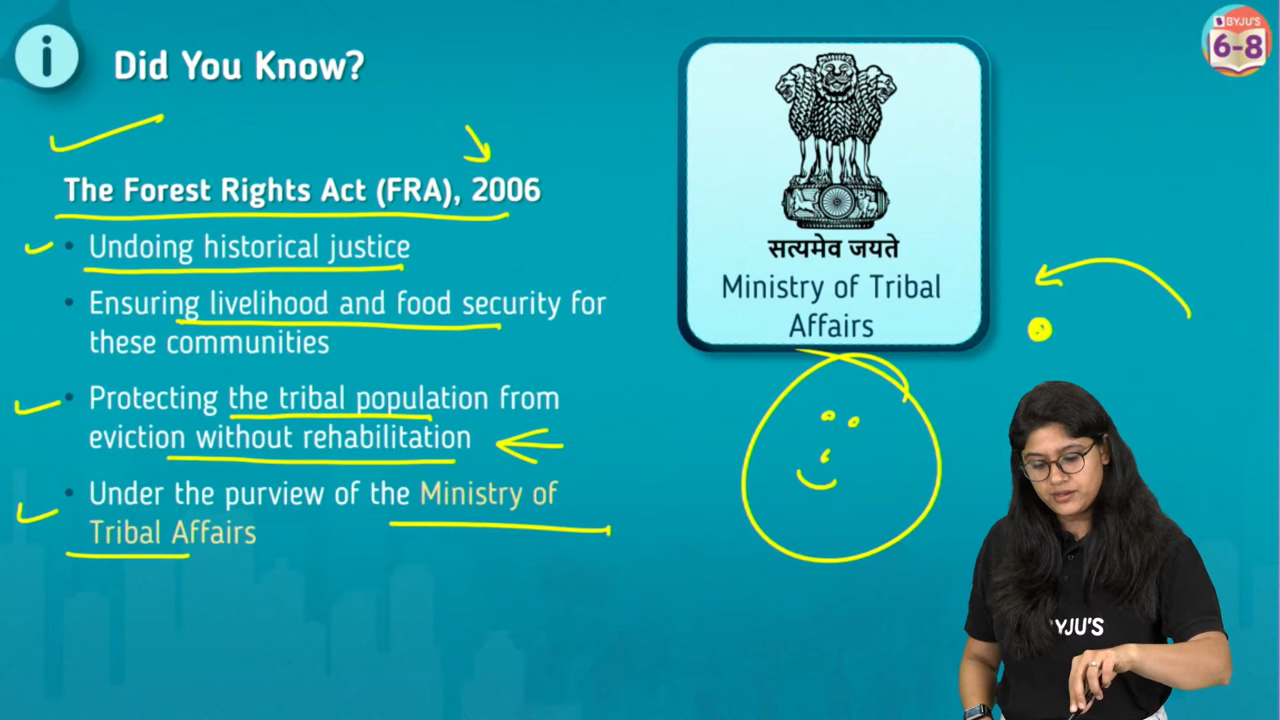 Did You Know?
The Forest Rights Act (FRA), 2006
• Undoing historical justice
• Ensuring livelihood and food security for
these communities
• Protecting the tribal population from
eviction without rehabilitation
• Under the purview of the Ministry of
Tribal Affairs
सत्यमेव जयते
Ministry of Tribal
Affairs
BYJU'S
6-8
BYJU'S